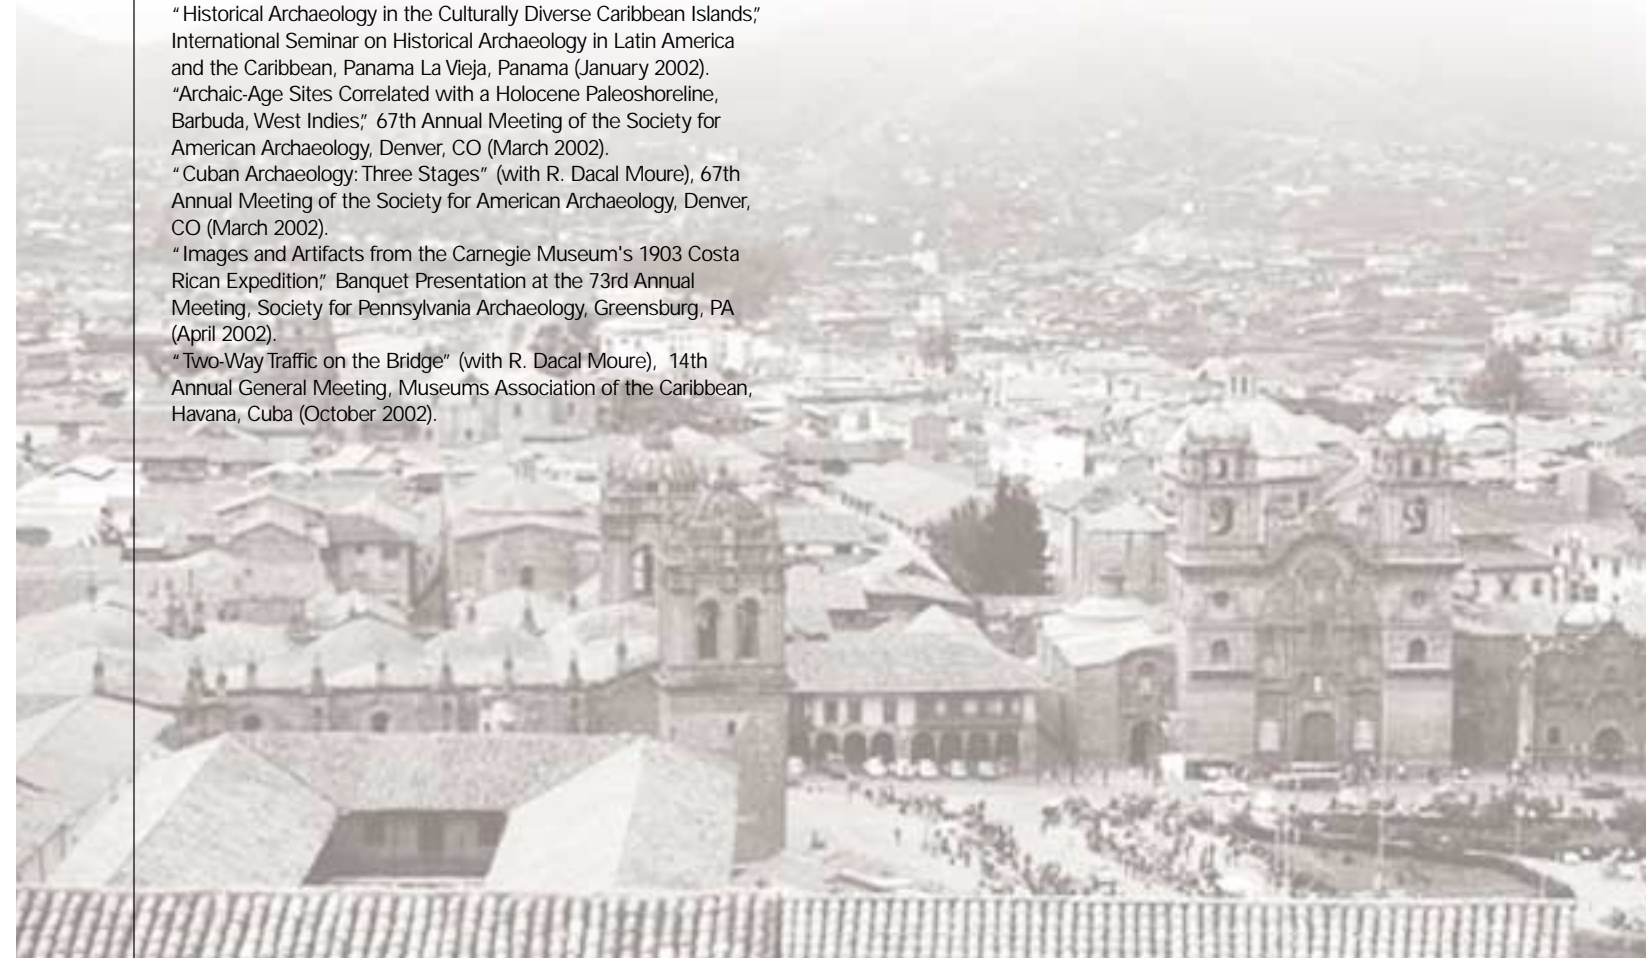 “Historical Archaeology in the Culturally Diverse Caribbean Islands,”
International Seminar on Historical Archaeology in Latin America
and the Caribbean, Panama La Vieja, Panama (January 2002).
“Archaic-Age Sites Correlated with a Holocene Paleoshoreline,
Barbuda, West Indies,” 67th Annual Meeting of the Society for
American Archaeology, Denver, CO (March 2002).
“Cuban Archaeology: Three Stages” (with R. Dacal Moure), 67th
Annual Meeting of the Society for American Archaeology, Denver,
CO (March 2002).
“Images and Artifacts from the Carnegie Museum's 1903 Costa
Rican Expedition,” Banquet Presentation at the 73rd Annual
Meeting, Society for Pennsylvania Archaeology, Greensburg, PA
(April 2002).
“Two-Way Traffic on the Bridge” (with R. Dacal Moure), 14th
Annual General Meeting, Museums Association of the Caribbean,
Havana, Cuba (October 2002).